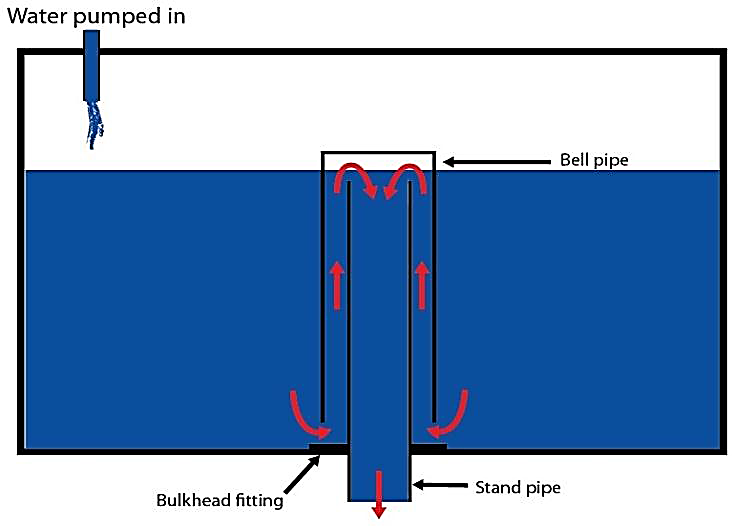 Water pumped in
Bell pipe
Bulkhead fitting
Stand pipe